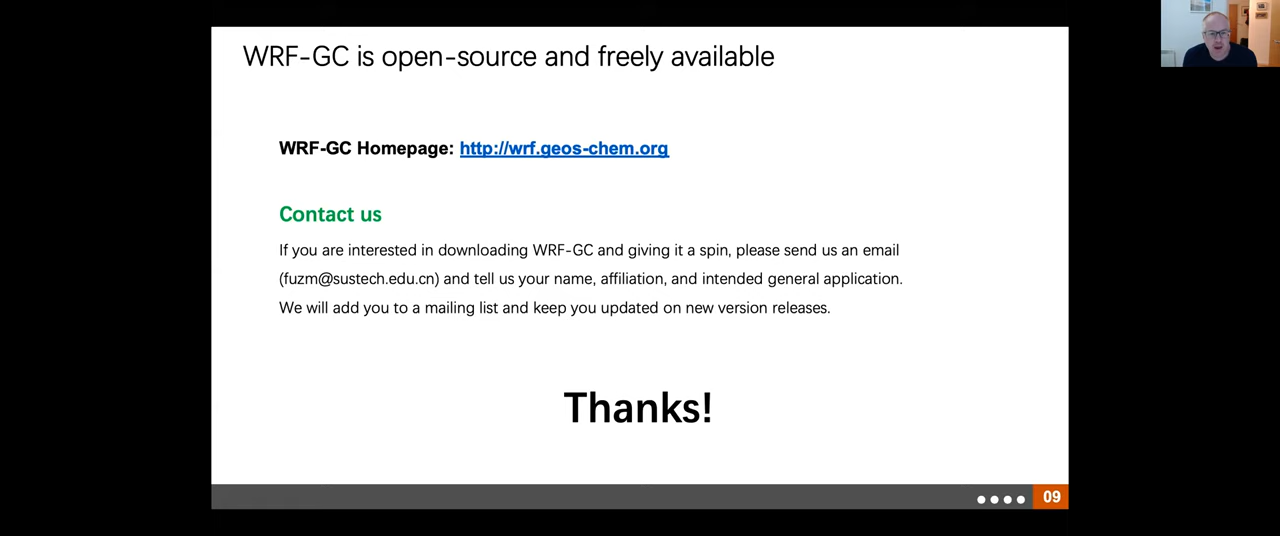 WRF-GC is open-source and freely available
WRF-GC Homepage: http://wrf.geos-chem.org
Contact us
If you are interested in downloading WRF-GC and giving it a spin, please send us an email
(fuzm@sustech.edu.cn) and tell us your name, affiliation, and intended general application.
We will add you to a mailing list and keep you updated on new version releases.
Thanks!
09